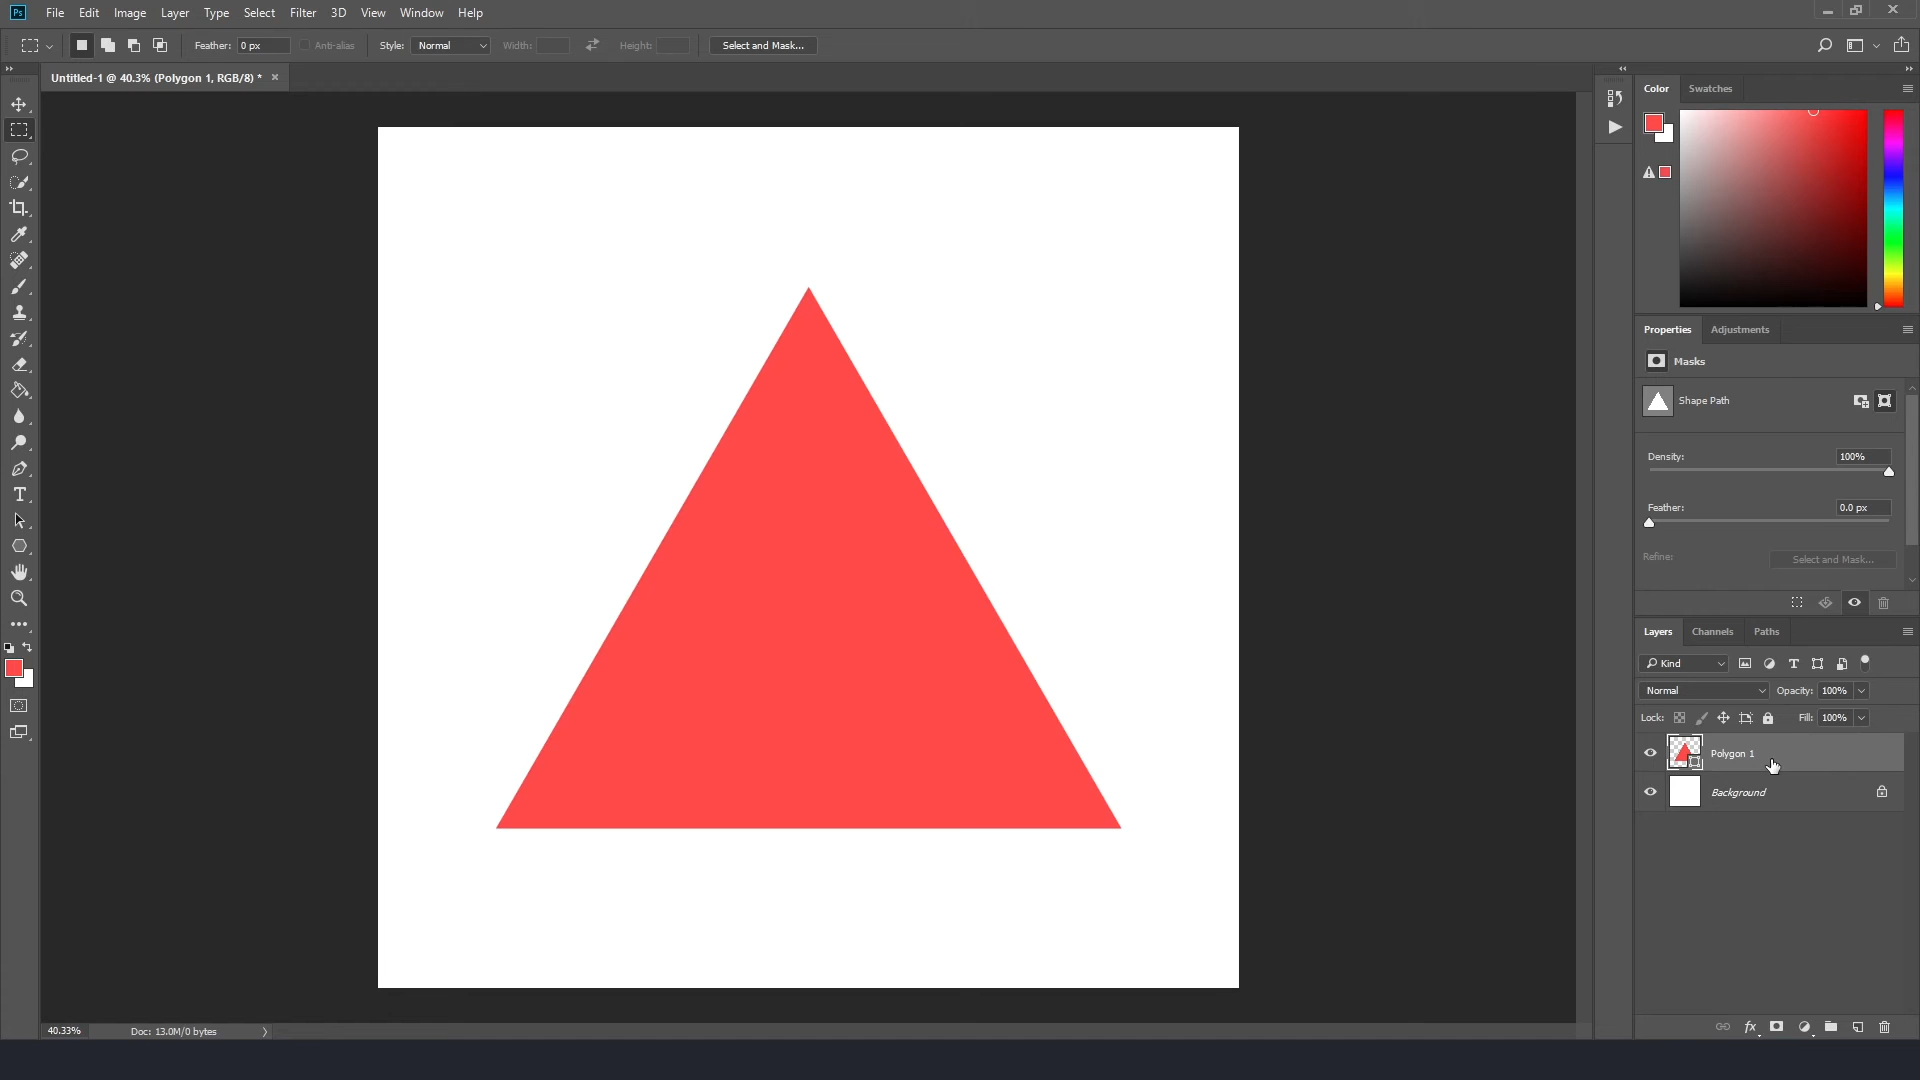 Ps File Edit Image Layer Type Select Filter 3D View Window Help
Feather: 0 px Anti-alias Style: Normal Width: Height: Select and Mask...
Untitled-1 @ 40.3% (Polygon 1, RGB/8) *
Color Swatches
Properties Adjustments
Masks
Shape Path
Density: 100%
Feather: 0.0 px
Refine: Select and Mask...
Layers Channels Paths
Kind
Normal Opacity: 100%
Lock: Fill: 100%
Polygon 1
Background
fx
40.33% Doc: 13.0M/0 bytes